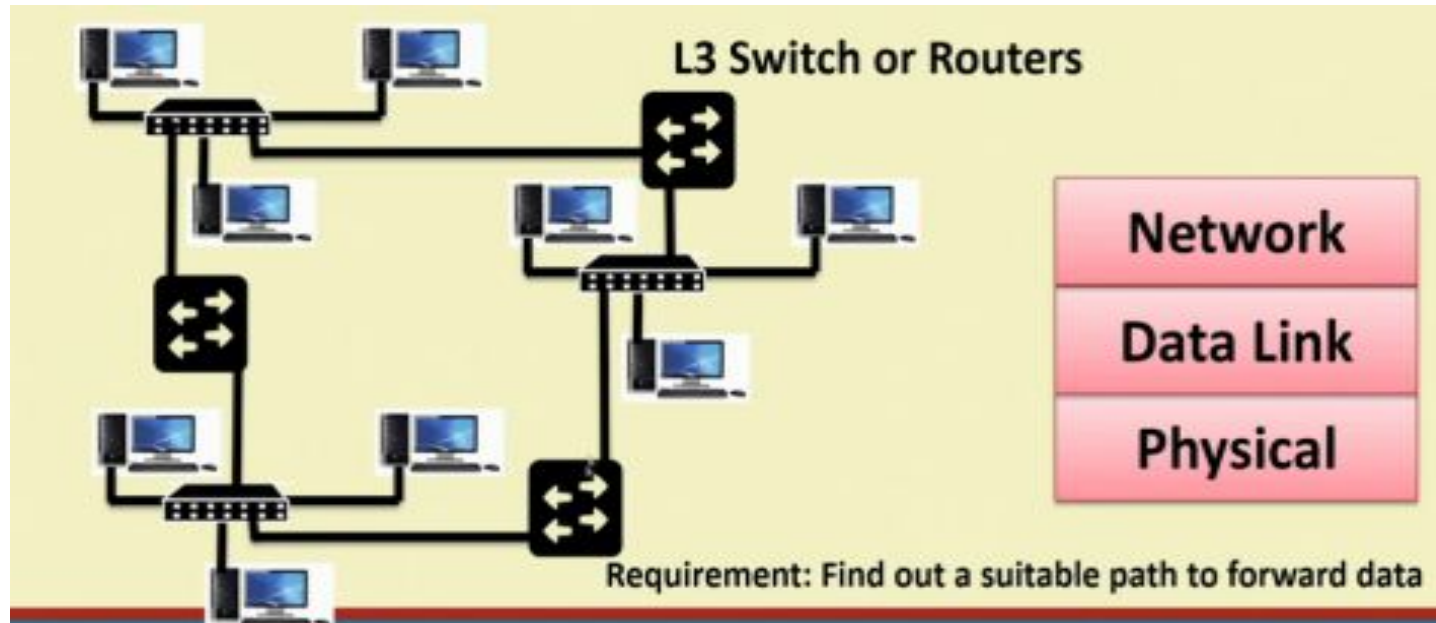 L3 Switch or Routers
Network
Data Link
Physical
Requirement: Find out a suitable path to forward data